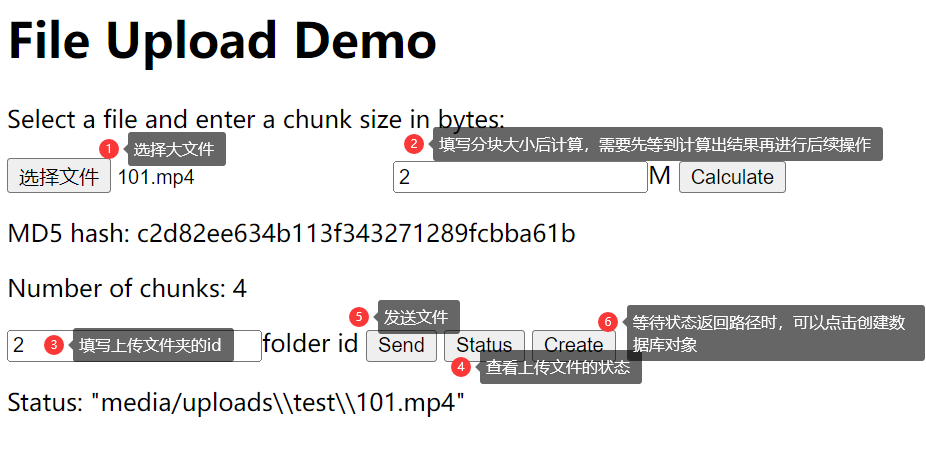 File Upload Demo
Select a file and enter a chunk size in bytes:
1 选择大文件
2 填写分块大小后计算，需要先等到计算出结果再进行后续操作
选择文件 101.mp4 2 M Calculate
MD5 hash: c2d82ee634b113f343271289fcbba61b
Number of chunks: 4
5 发送文件
6 等待状态返回路径时，可以点击创建数
据库对象
2 3 填写上传文件夹的id folder id Send Status Create
4 查看上传文件的状态
Status: "media/uploads\\test\\101.mp4"